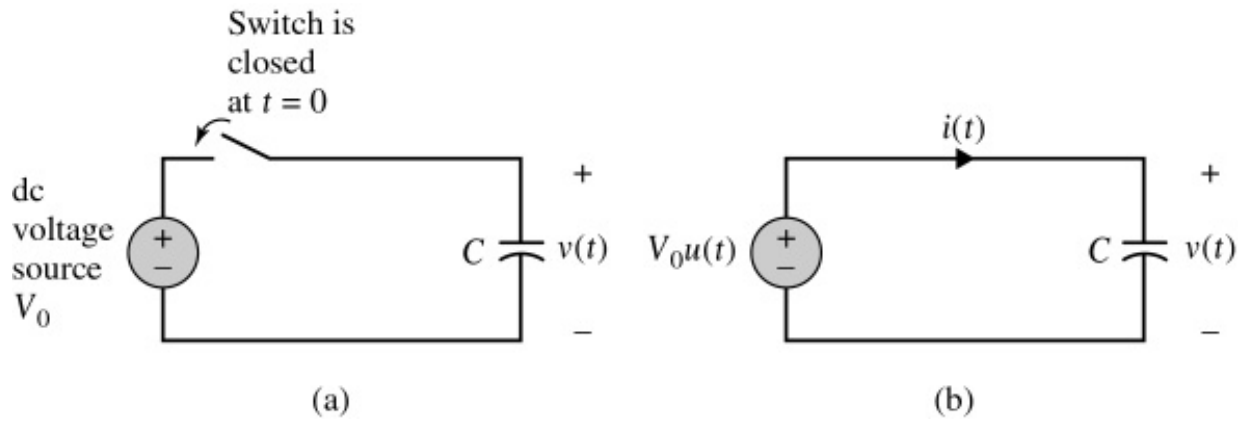 Switch is
closed
at t = 0
dc
voltage
source
V₀
+
−
C
+
v(t)
−
(a)
i(t)
V₀u(t)
+
−
C
+
v(t)
−
(b)